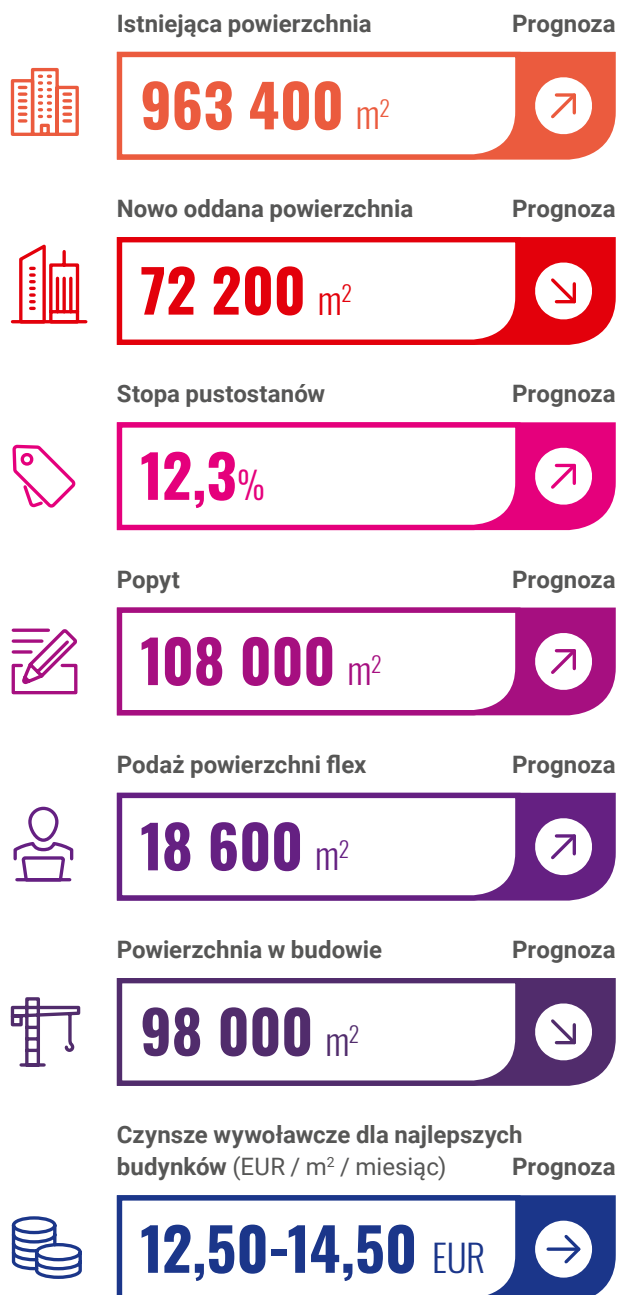 Istniejąca powierzchnia Prognoza
963 400 m²
Nowo oddana powierzchnia Prognoza
72 200 m²
Stopa pustostanów Prognoza
12,3%
Popyt Prognoza
108 000 m²
Podaż powierzchni flex Prognoza
18 600 m²
Powierzchnia w budowie Prognoza
98 000 m²
Czynsze wywoławcze dla najlepszych
budynków (EUR / m² / miesiąc) Prognoza
12,50-14,50 EUR